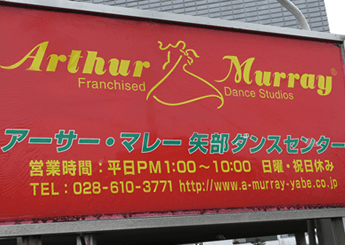 Arthur Murray®
Franchised Dance Studios
アーサー・マレー 矢部ダンスセンター
営業時間：平日PM1:00～10:00 日曜・祝日休み
TEL：028-610-3771 http://www.a-murray-yabe.co.jp